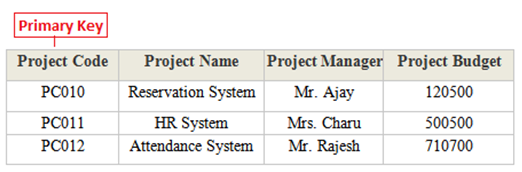 Primary Key
Project Code Project Name Project Manager Project Budget
PC010 Reservation System Mr. Ajay 120500
PC011 HR System Mrs. Charu 500500
PC012 Attendance System Mr. Rajesh 710700